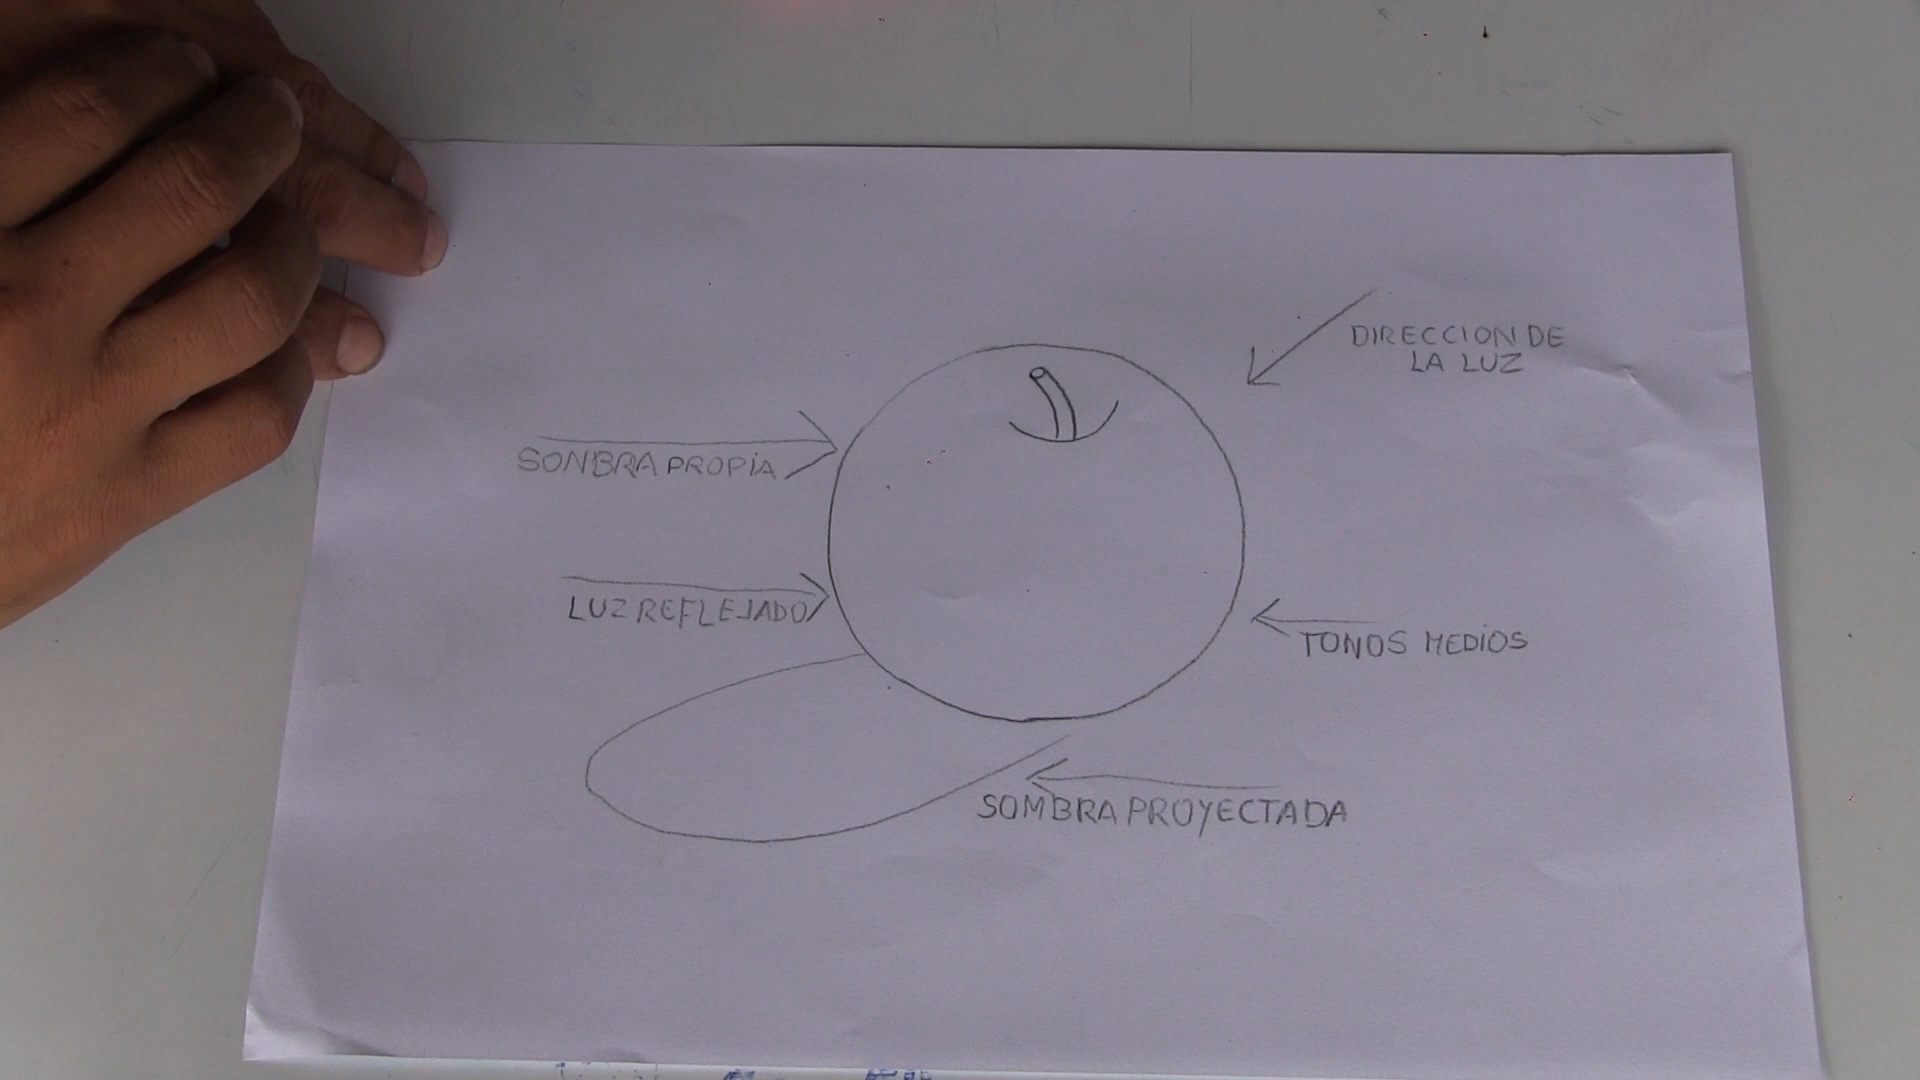 DIRECCION DE
LA LUZ
SONBRA PROPiA
LUZ REFLEJADO
TONOS MEDiOS
SOMBRA PROYECTADA